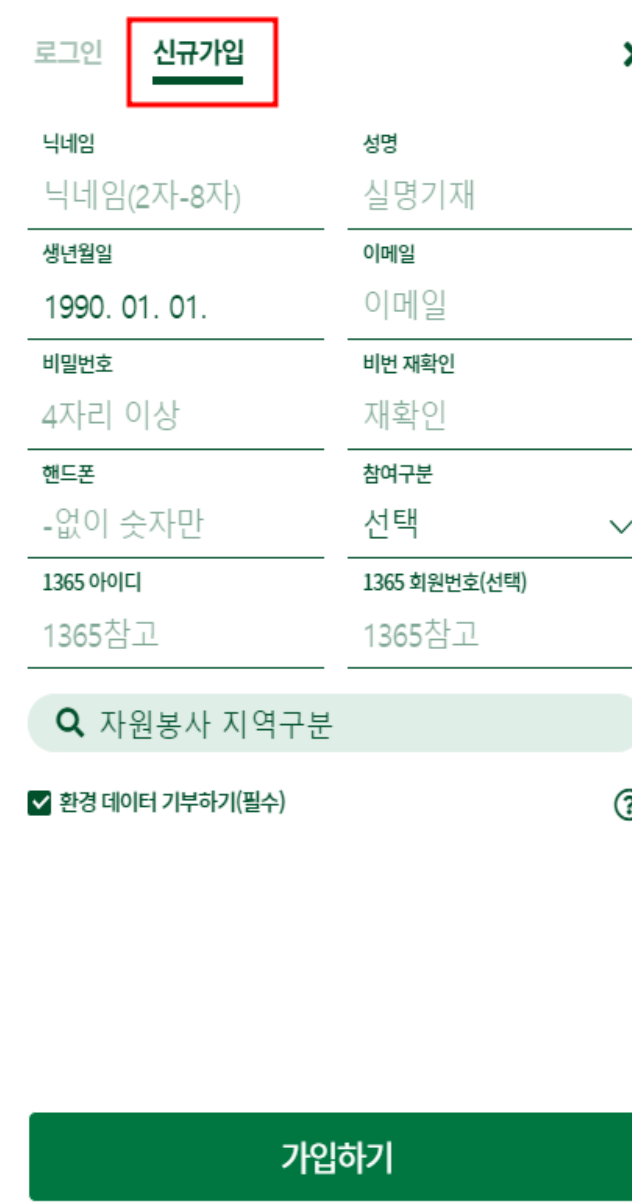 로그인 신규가입
닉네임 성명
닉네임(2자-8자) 실명기재
생년월일 이메일
1990. 01. 01. 이메일
비밀번호 비번 재확인
4자리 이상 재확인
핸드폰 참여구분
-없이 숫자만 선택
1365 아이디 1365 회원번호(선택)
1365참고 1365참고
자원봉사 지역구분
환경 데이터 기부하기(필수) ?
가입하기